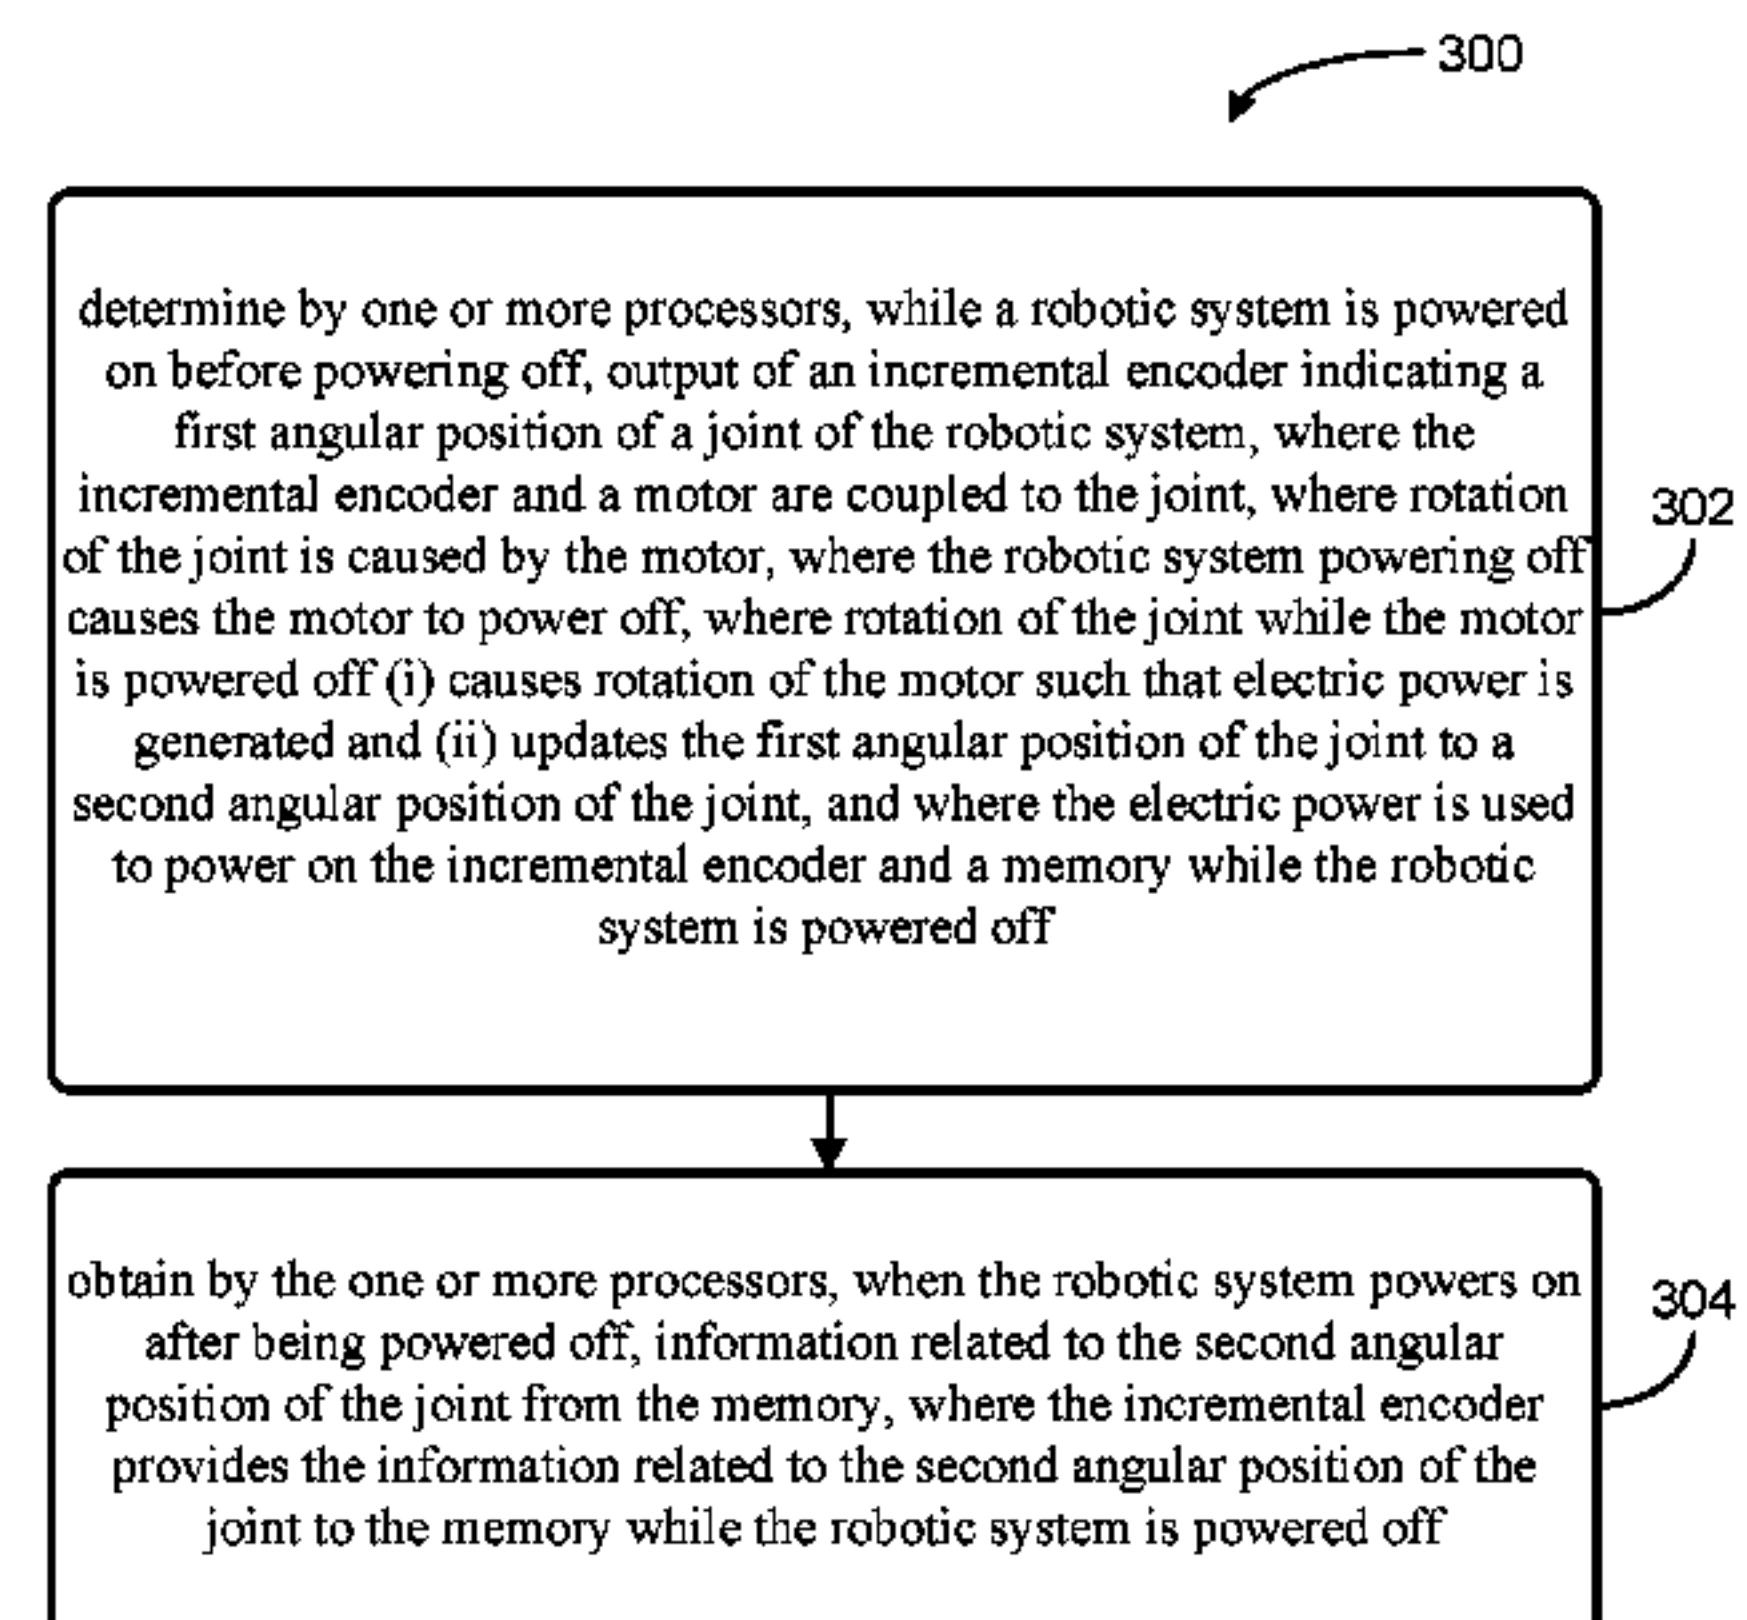 300
determine by one or more processors, while a robotic system is powered
on before powering off, output of an incremental encoder indicating a
first angular position of a joint of the robotic system, where the
incremental encoder and a motor are coupled to the joint, where rotation
of the joint is caused by the motor, where the robotic system powering off
causes the motor to power off, where rotation of the joint while the motor
is powered off (i) causes rotation of the motor such that electric power is
generated and (ii) updates the first angular position of the joint to a
second angular position of the joint, and where the electric power is used
to power on the incremental encoder and a memory while the robotic
system is powered off
302
obtain by the one or more processors, when the robotic system powers on
after being powered off, information related to the second angular
position of the joint from the memory, where the incremental encoder
provides the information related to the second angular position of the
joint to the memory while the robotic system is powered off
304